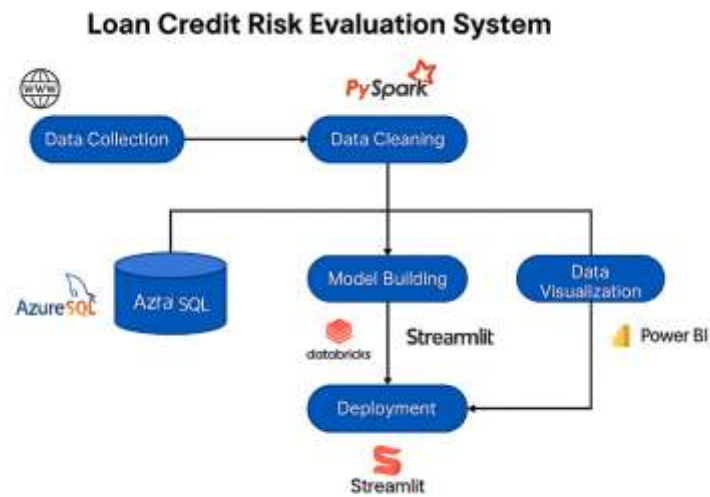 Loan Credit Risk Evaluation System
WWW
PySpark
Data Collection
Data Cleaning
AzureSQL
Azra SQL
Model Building
Data
Visualization
databricks
Streamlit
Power BI
Deployment
Streamlit